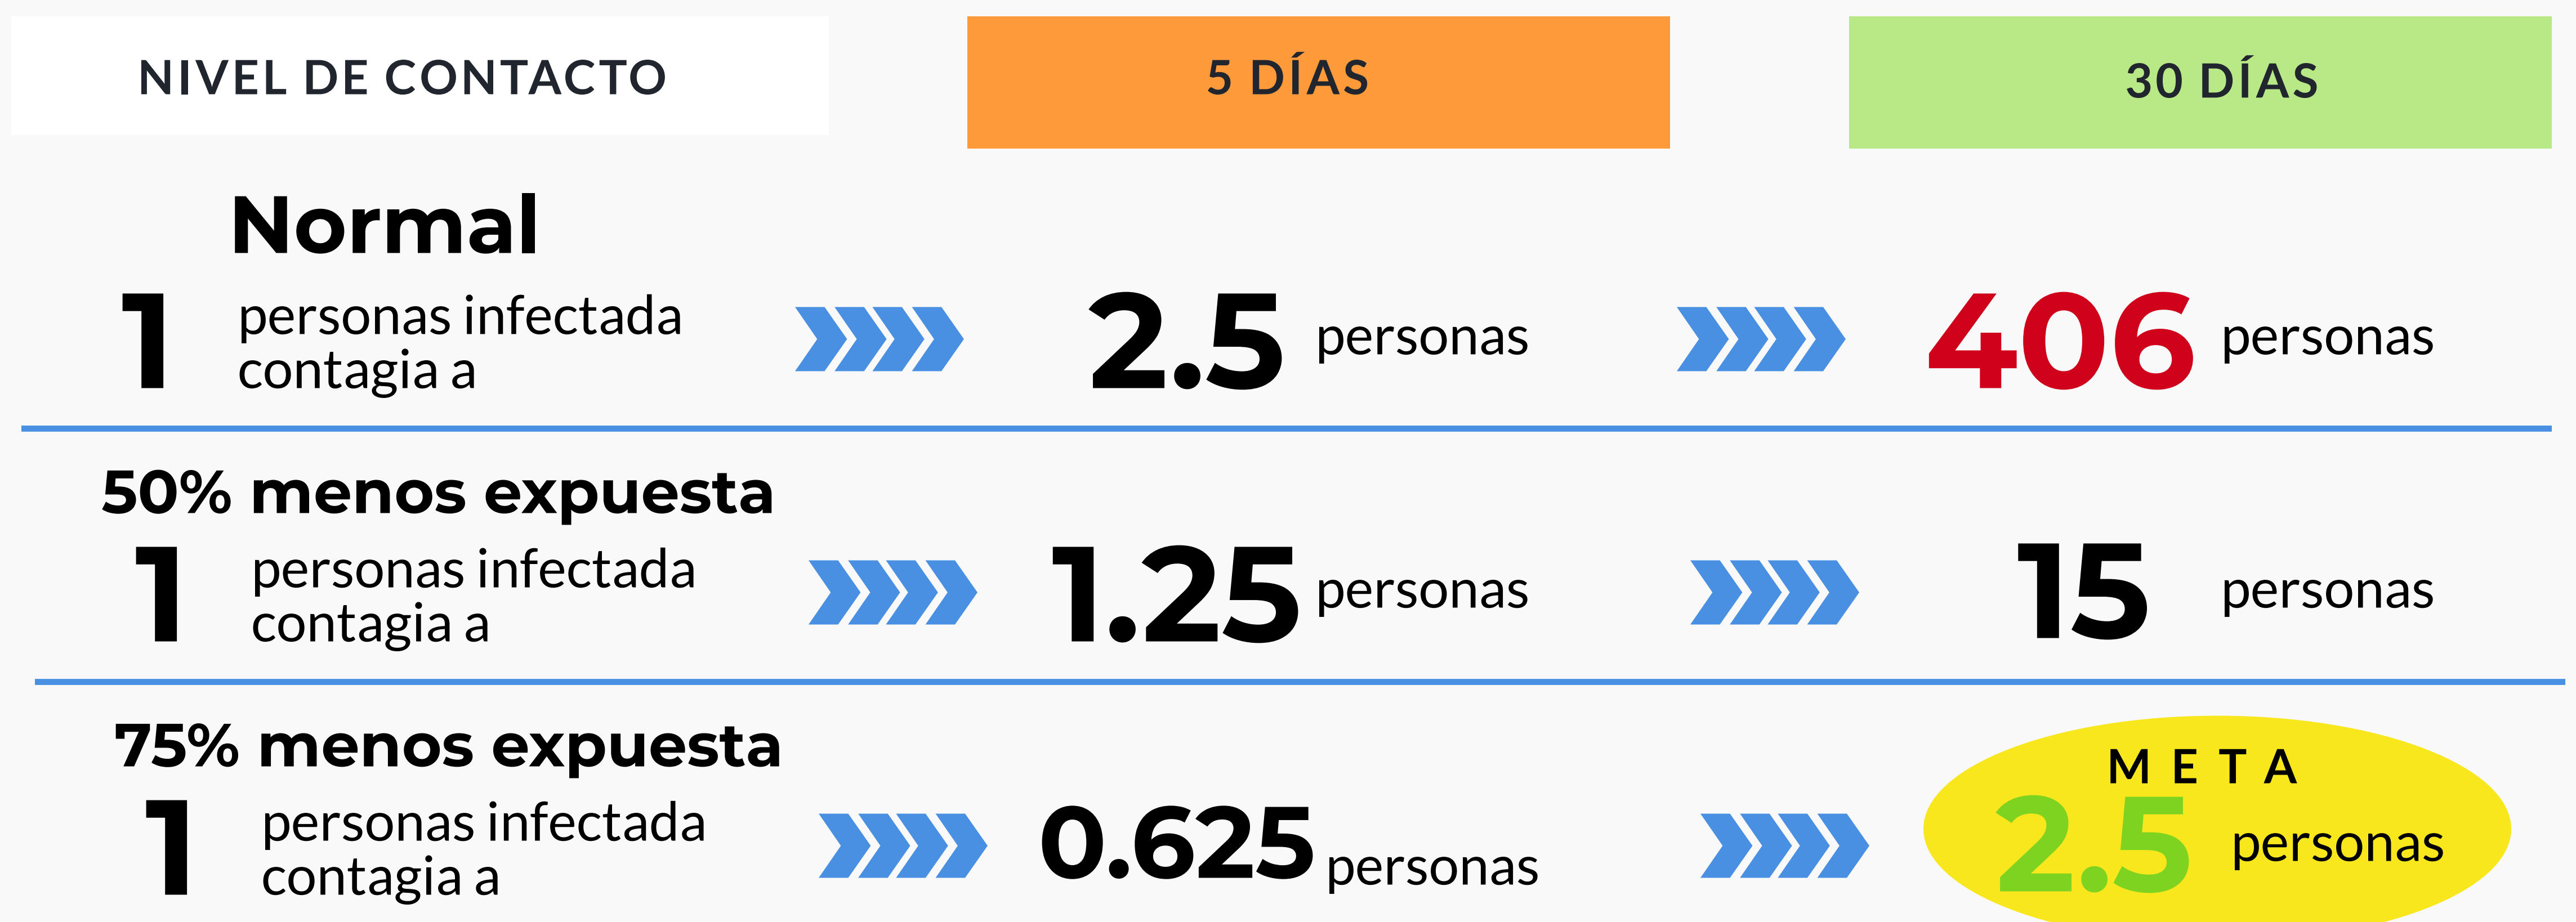 NIVEL DE CONTACTO
5 DÍAS
30 DÍAS
Normal
1 personas infectada
contagia a
2.5 personas
406 personas
50% menos expuesta
1 personas infectada
contagia a
1.25 personas
15 personas
75% menos expuesta
1 personas infectada
contagia a
0.625 personas
META
2.5 personas